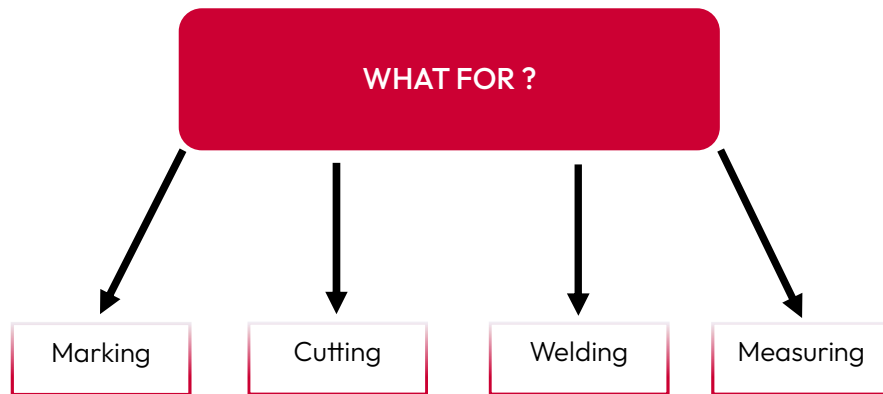 WHAT FOR ?
Marking
Cutting
Welding
Measuring